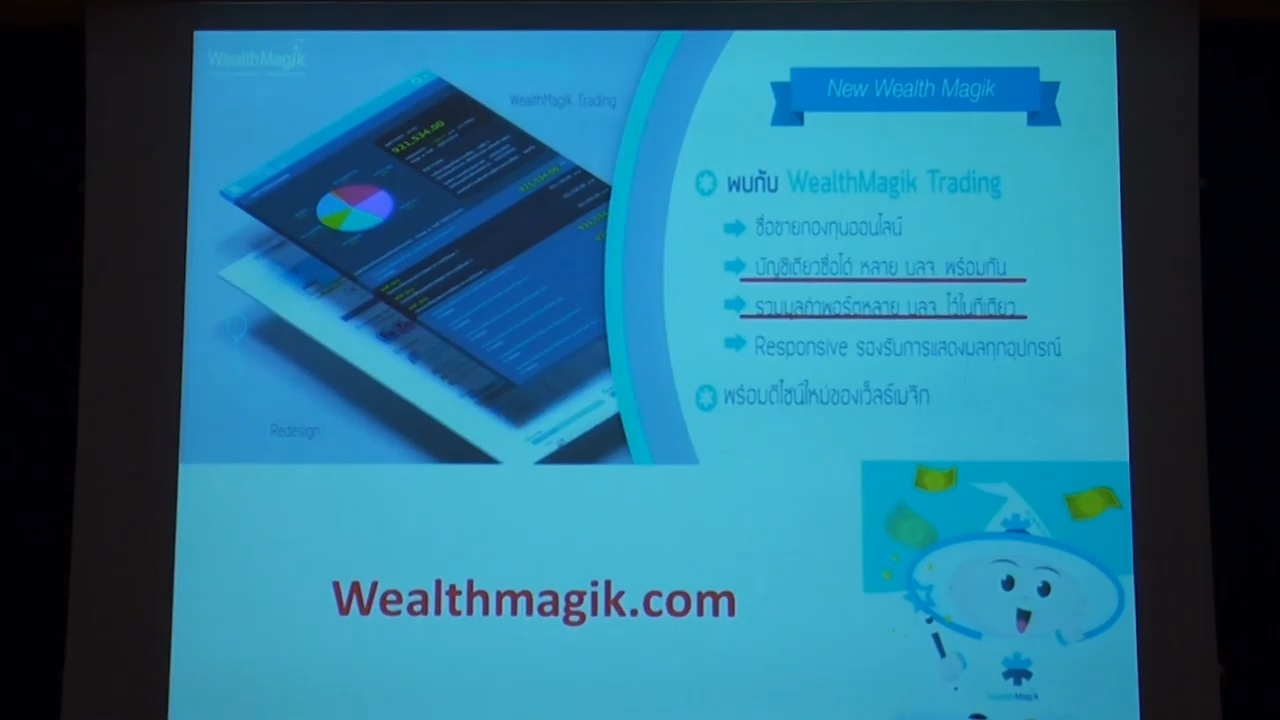 WealthMagik
WealthMagik Trading
921,534.00
921,534.00
New Wealth Magik
พบกับ WealthMagik Trading
ซื้อขายกองทุนออนไลน์
บัญชีเดียวซื้อได้ หลาย บลจ. พร้อมกัน
รวมมูลค่าพอร์ตหลาย บลจ. ไว้ในที่เดียว
Responsive รองรับการแสดงผลทุกอุปกรณ์
พร้อมดีไซน์ใหม่ของเว็ลธ์เมจิก
Redesign
Wealthmagik.com